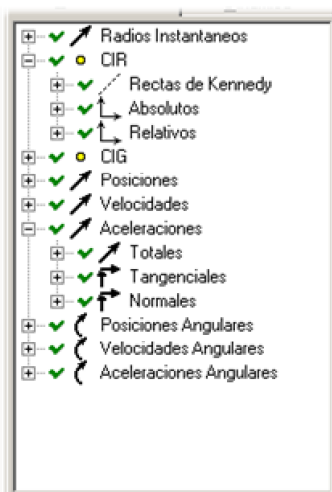 Radios Instantaneos
CIR
Rectas de Kennedy
Absolutos
Relativos
CIG
Posiciones
Velocidades
Aceleraciones
Totales
Tangenciales
Normales
Posiciones Angulares
Velocidades Angulares
Aceleraciones Angulares